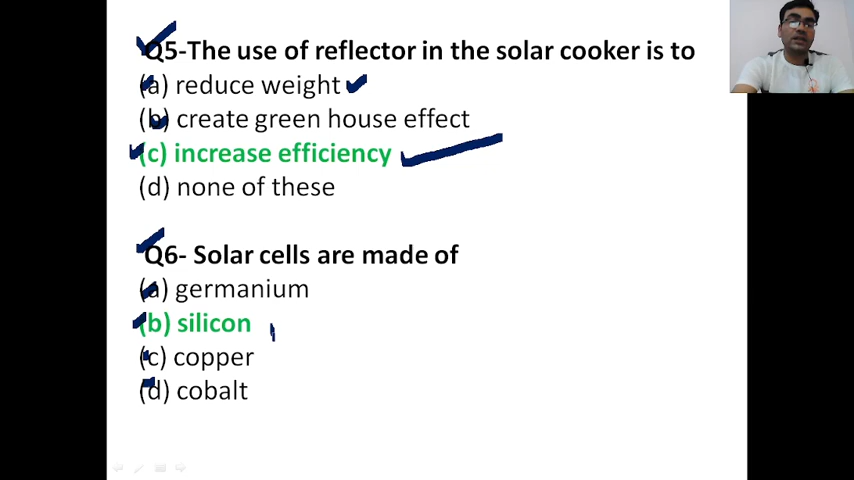 Q5-The use of reflector in the solar cooker is to
(a) reduce weight
(b) create green house effect
(c) increase efficiency
(d) none of these
Q6- Solar cells are made of
(a) germanium
(b) silicon
(c) copper
(d) cobalt